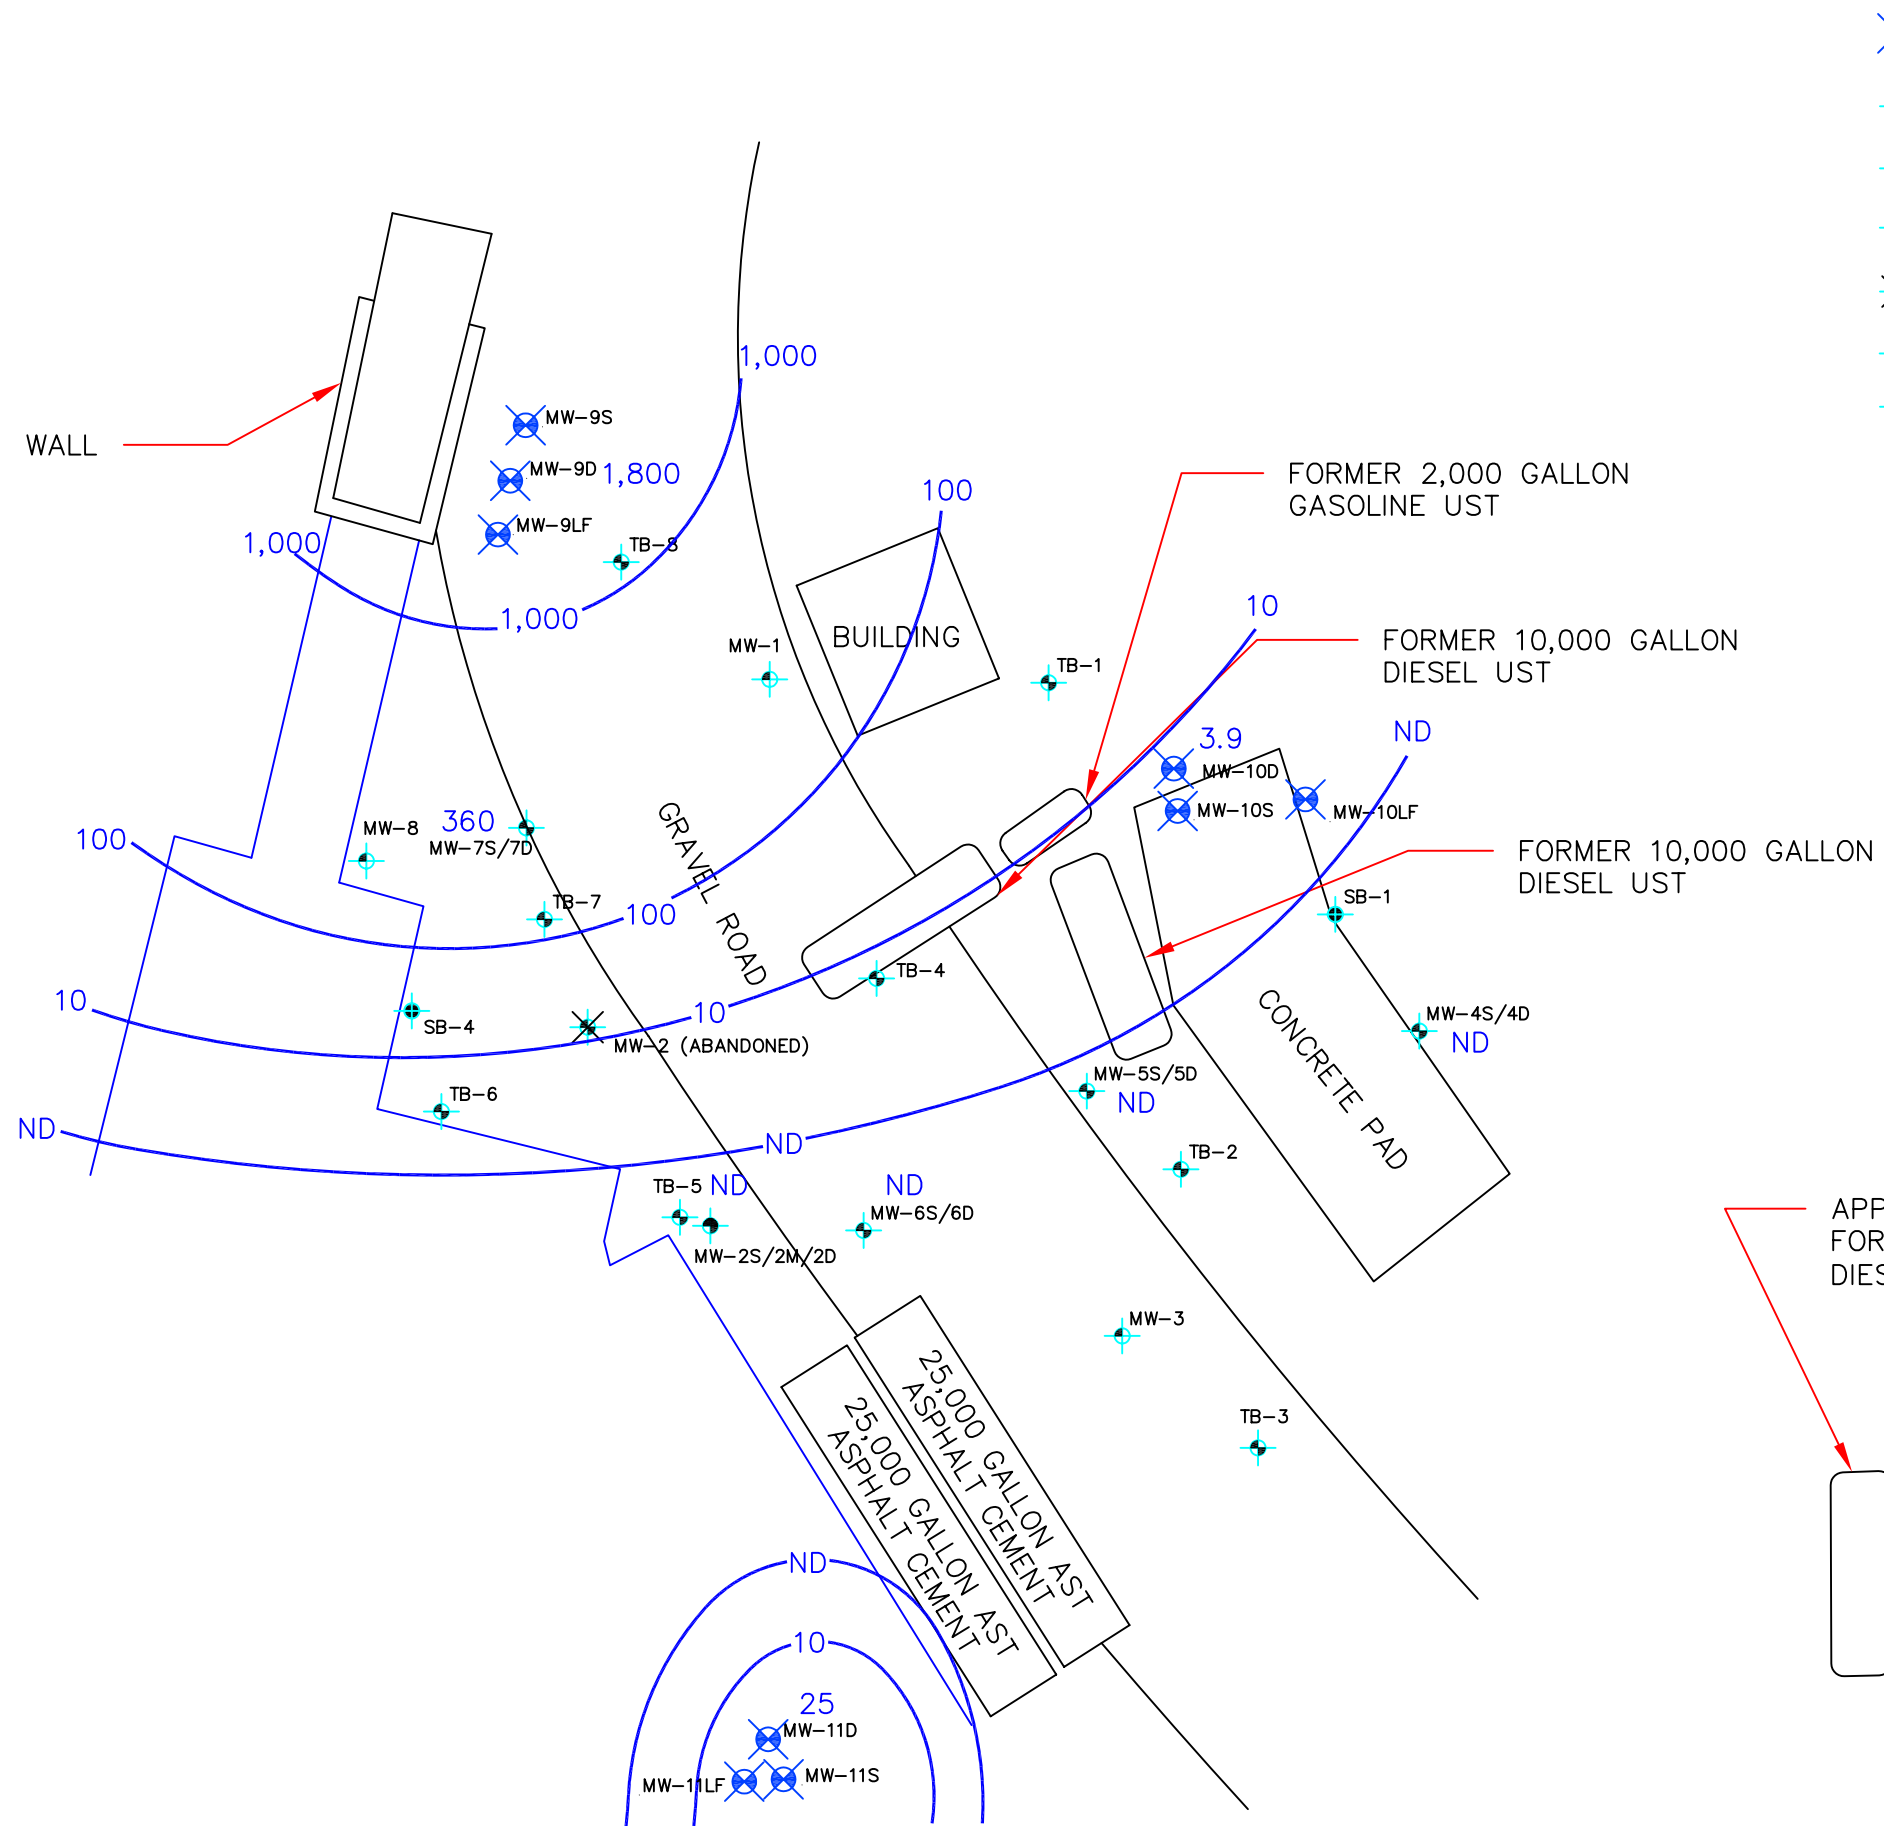 1,000
MW-9S
WALL
MW-9D
1,800
FORMER 2,000 GALLON
GASOLINE UST
100
MW-9LF
1,000
TB-8
1,000
10
BUILDING
FORMER 10,000 GALLON
DIESEL UST
MW-1
TB-1
ND
3.9
MW-10D
MW-10S
MW-10LF
100
MW-8
360
MW-7S/7D
GRAVEL ROAD
FORMER 10,000 GALLON
DIESEL UST
TB-7
100
SB-1
TB-4
10
10
SB-4
MW-2 (ABANDONED)
CONCRETE PAD
MW-4S/4D
ND
MW-5S/5D
ND
TB-6
ND
ND
TB-2
TB-5
ND
ND
MW-6S/6D
MW-2S/2M/2D
APP
FOR
DIES
MW-3
25,000 GALLON AST
ASPHALT CEMENT
25,000 GALLON AST
ASPHALT CEMENT
TB-3
ND
10
25
MW-11D
MW-11LF
MW-11S